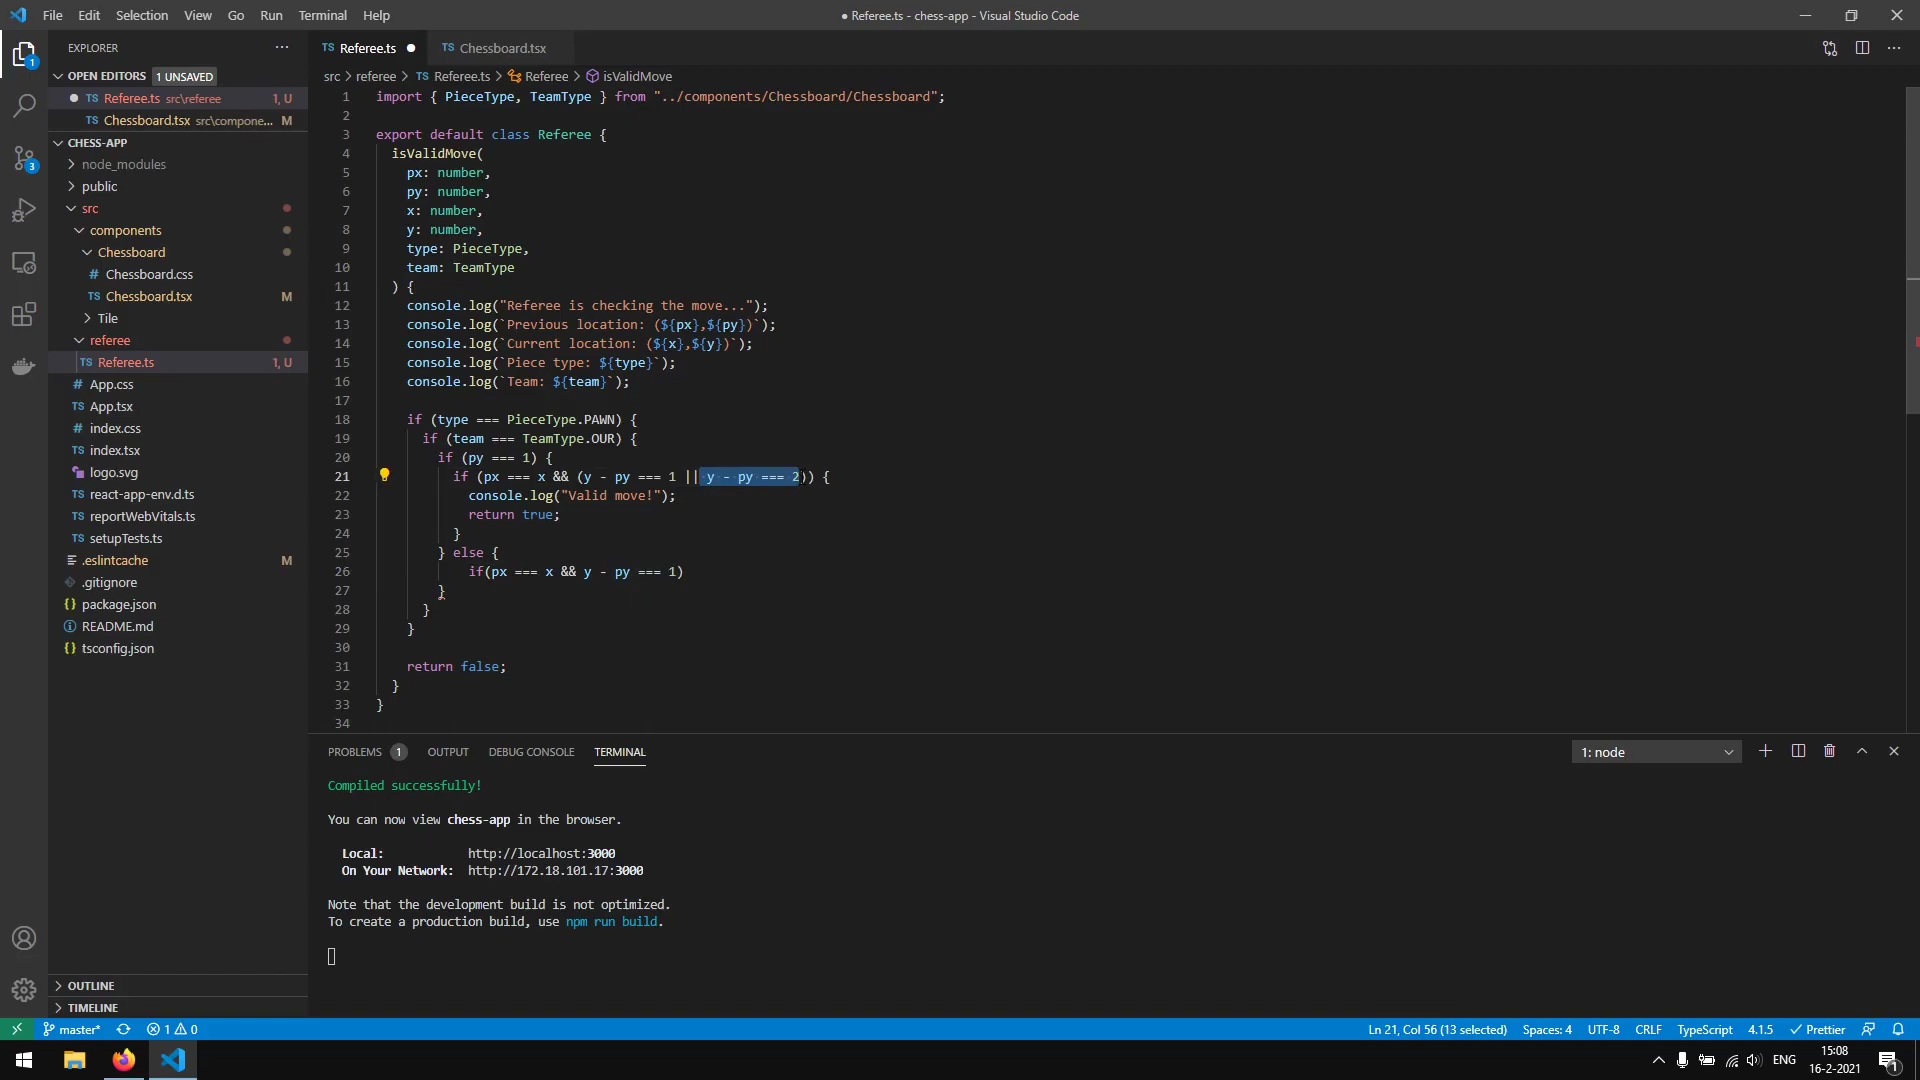 File Edit Selection View Go Run Terminal Help
● Referee.ts - chess-app - Visual Studio Code
EXPLORER
OPEN EDITORS 1 UNSAVED
TS Referee.ts src\referee 1, U
TS Chessboard.tsx src\compone... M
CHESS-APP
node_modules
public
src
components
Chessboard
# Chessboard.css
TS Chessboard.tsx M
Tile
referee
TS Referee.ts 1, U
# App.css
TS App.tsx
# index.css
TS index.tsx
logo.svg
TS react-app-env.d.ts
TS reportWebVitals.ts
TS setupTests.ts
.eslintcache M
.gitignore
{} package.json
README.md
{} tsconfig.json
OUTLINE
TIMELINE
TS Referee.ts ● TS Chessboard.tsx
src > referee > TS Referee.ts > Referee > isValidMove
1 import { PieceType, TeamType } from "../components/Chessboard/Chessboard";
2
3 export default class Referee {
4 isValidMove(
5 px: number,
6 py: number,
7 x: number,
8 y: number,
9 type: PieceType,
10 team: TeamType
11 ) {
12 console.log("Referee is checking the move...");
13 console.log(`Previous location: (${px},${py})`);
14 console.log(`Current location: (${x},${y})`);
15 console.log(`Piece type: ${type}`);
16 console.log(`Team: ${team}`);
17
18 if (type === PieceType.PAWN) {
19 if (team === TeamType.OUR) {
20 if (py === 1) {
21 if (px === x && (y - py === 1 || y - py === 2)) {
22 console.log("Valid move!");
23 return true;
24 }
25 } else {
26 if(px === x && y - py === 1)
27 }
28 }
29 }
30
31 return false;
32 }
33 }
34
PROBLEMS 1 OUTPUT DEBUG CONSOLE TERMINAL 1: node
Compiled successfully!
You can now view chess-app in the browser.
Local: http://localhost:3000
On Your Network: http://172.18.101.17:3000
Note that the development build is not optimized.
To create a production build, use npm run build.
master* 1 0 Ln 21, Col 56 (13 selected) Spaces: 4 UTF-8 CRLF TypeScript 4.1.5 Prettier
ENG 15:08
16-2-2021